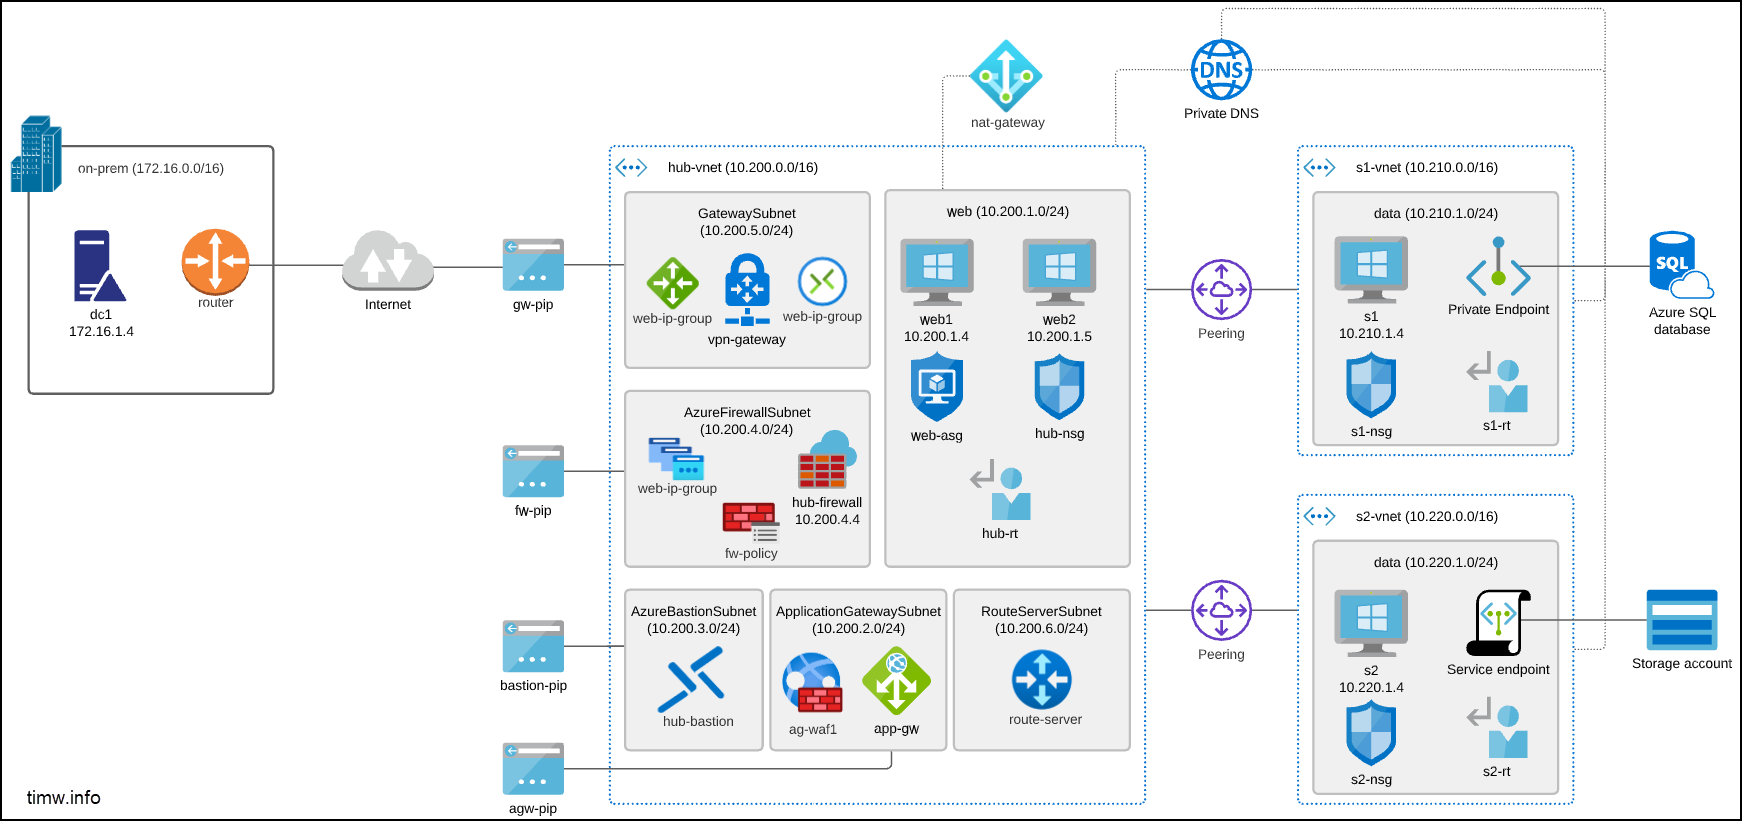 nat-gateway
DNS
Private DNS
on-prem (172.16.0.0/16)
dc1
172.16.1.4
router
Internet
gw-pip
fw-pip
bastion-pip
agw-pip
hub-vnet (10.200.0.0/16)
GatewaySubnet
(10.200.5.0/24)
web-ip-group
vpn-gateway
web-ip-group
AzureFirewallSubnet
(10.200.4.0/24)
web-ip-group
hub-firewall
10.200.4.4
fw-policy
AzureBastionSubnet
(10.200.3.0/24)
hub-bastion
ApplicationGatewaySubnet
(10.200.2.0/24)
ag-waf1
app-gw
RouteServerSubnet
(10.200.6.0/24)
route-server
web (10.200.1.0/24)
web1
10.200.1.4
web2
10.200.1.5
web-asg
hub-nsg
hub-rt
Peering
Peering
s1-vnet (10.210.0.0/16)
data (10.210.1.0/24)
s1
10.210.1.4
Private Endpoint
s1-nsg
s1-rt
s2-vnet (10.220.0.0/16)
data (10.220.1.0/24)
s2
10.220.1.4
Service endpoint
s2-nsg
s2-rt
SQL
Azure SQL
database
Storage account
timw.info